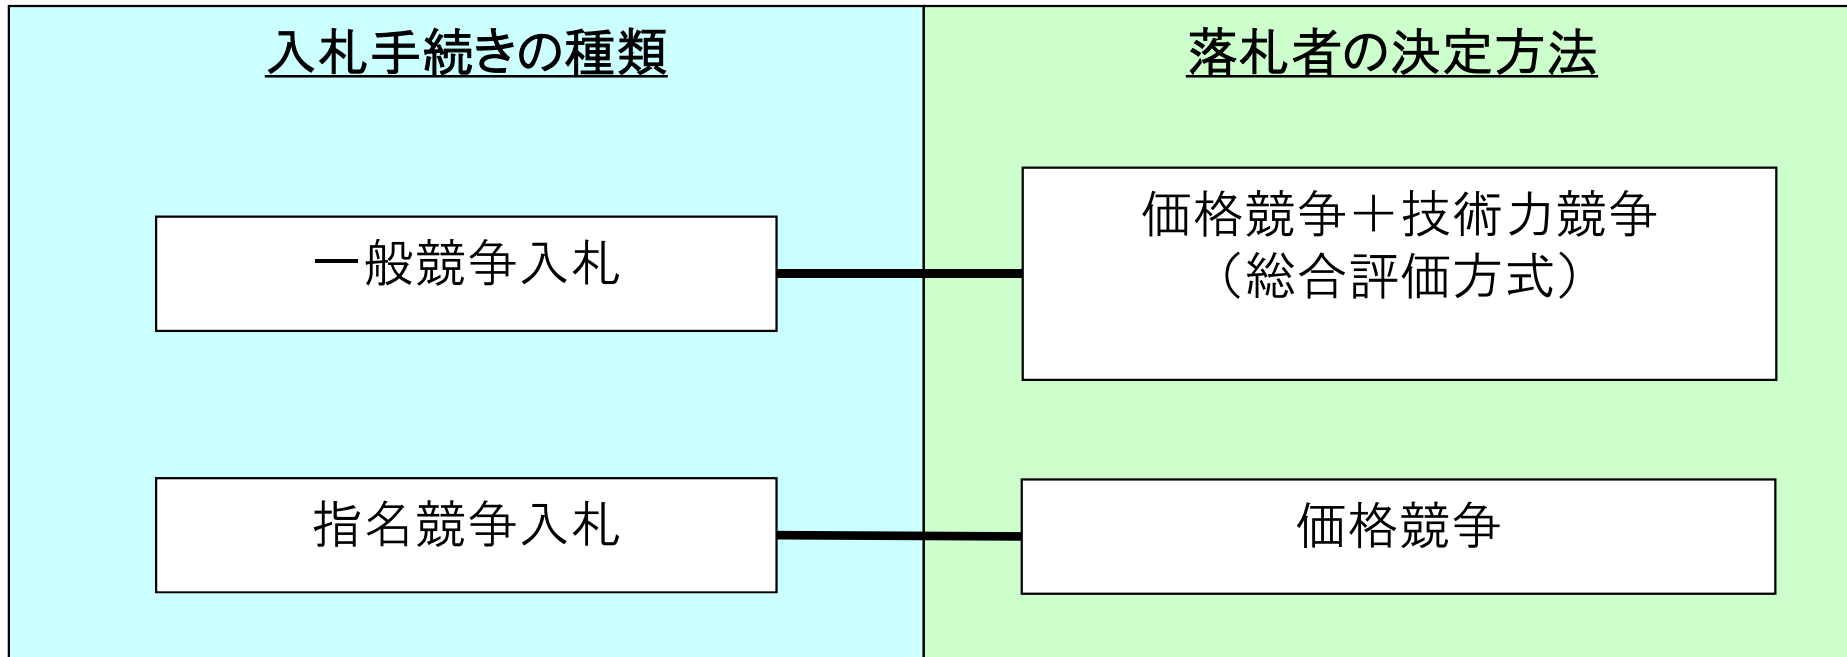 入札手続きの種類
落札者の決定方法
一般競争入札
価格競争＋技術力競争
（総合評価方式）
指名競争入札
価格競争